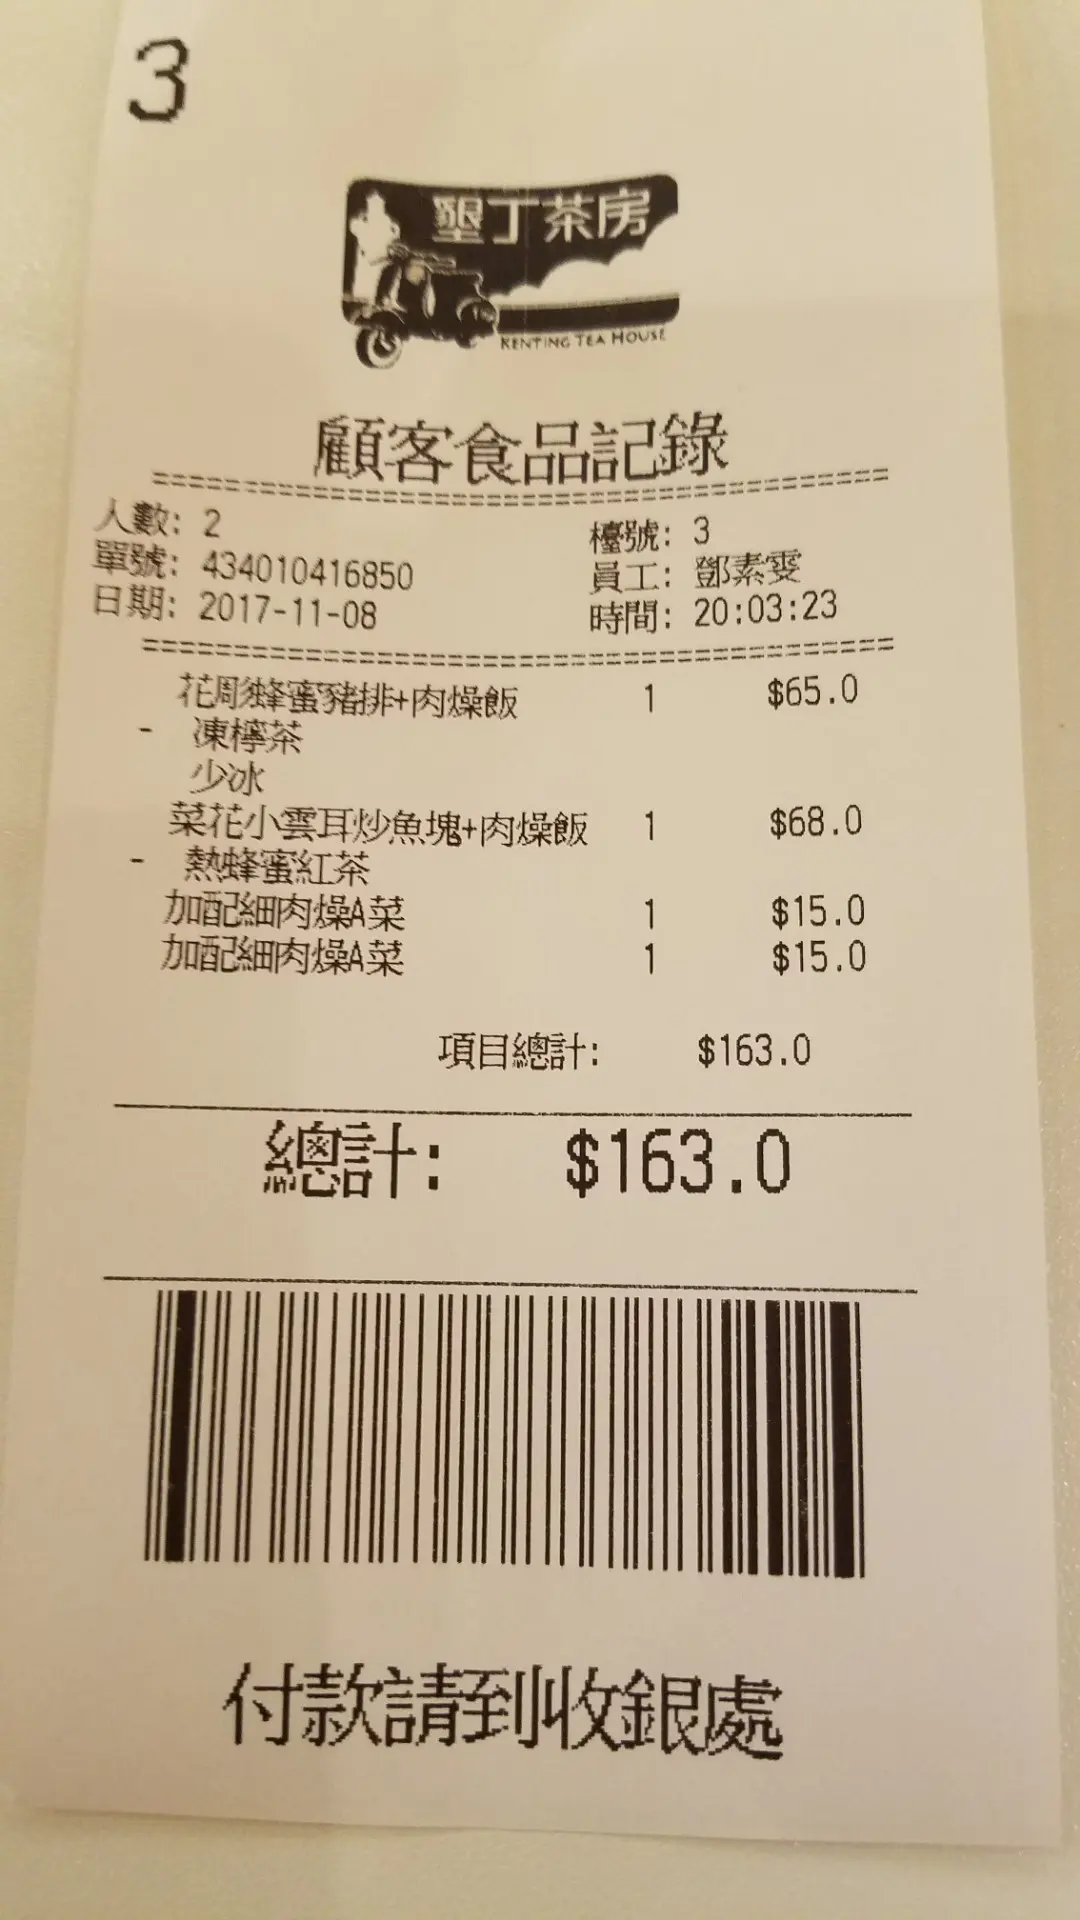 3
墾丁茶房
KENTING TEA HOUSE
顧客食品記錄
================================================
人數: 2 檯號: 3
單號: 434010416850 員工: 鄧素雯
日期: 2017-11-08 時間: 20:03:23
================================================
花彫蜂蜜豬排+肉燥飯 1 $65.0
- 凍檸茶
少冰
菜花小雲耳炒魚塊+肉燥飯 1 $68.0
- 熱蜂蜜紅茶
加配細肉燥A菜 1 $15.0
加配細肉燥A菜 1 $15.0
項目總計: $163.0
總計: $163.0
付款請到收銀處